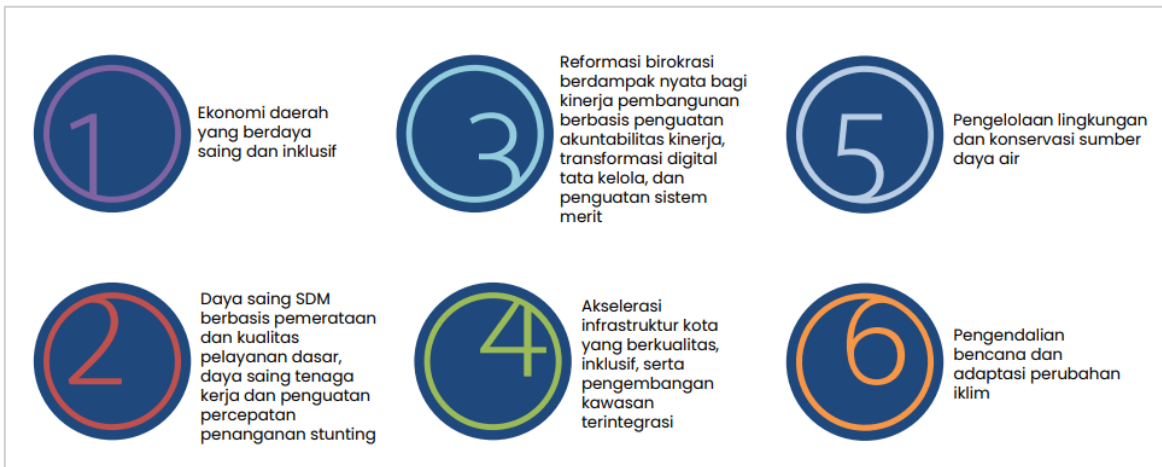 1
Ekonomi daerah
yang berdaya
saing dan inklusif
2
Daya saing SDM
berbasis pemerataan
dan kualitas
pelayanan dasar,
daya saing tenaga
kerja dan penguatan
percepatan
penanganan stunting
3
Reformasi birokrasi
berdampak nyata bagi
kinerja pembangunan
berbasis penguatan
akuntabilitas kinerja,
transformasi digital
tata kelola, dan
penguatan sistem
merit
4
Akselerasi
infrastruktur kota
yang berkualitas,
inklusif, serta
pengembangan
kawasan
terintegrasi
5
Pengelolaan lingkungan
dan konservasi sumber
daya air
6
Pengendalian
bencana dan
adaptasi perubahan
iklim